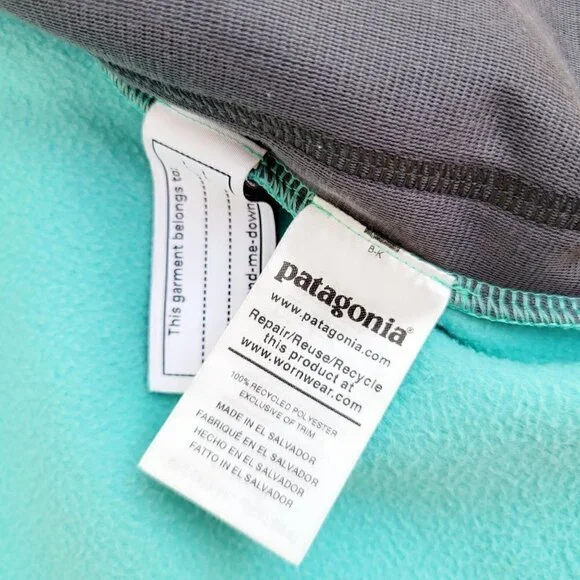 This garment belongs to:
nd-me-down
B-K
patagonia®
www.patagonia.com
Repair/Reuse/Recycle
this product at
www.wornwear.com
100% RECYCLED POLYESTER
EXCLUSIVE OF TRIM
MADE IN EL SALVADOR
FABRIQUÉ EN EL SALVADOR
HECHO EN EL SALVADOR
FATTO IN EL SALVADOR